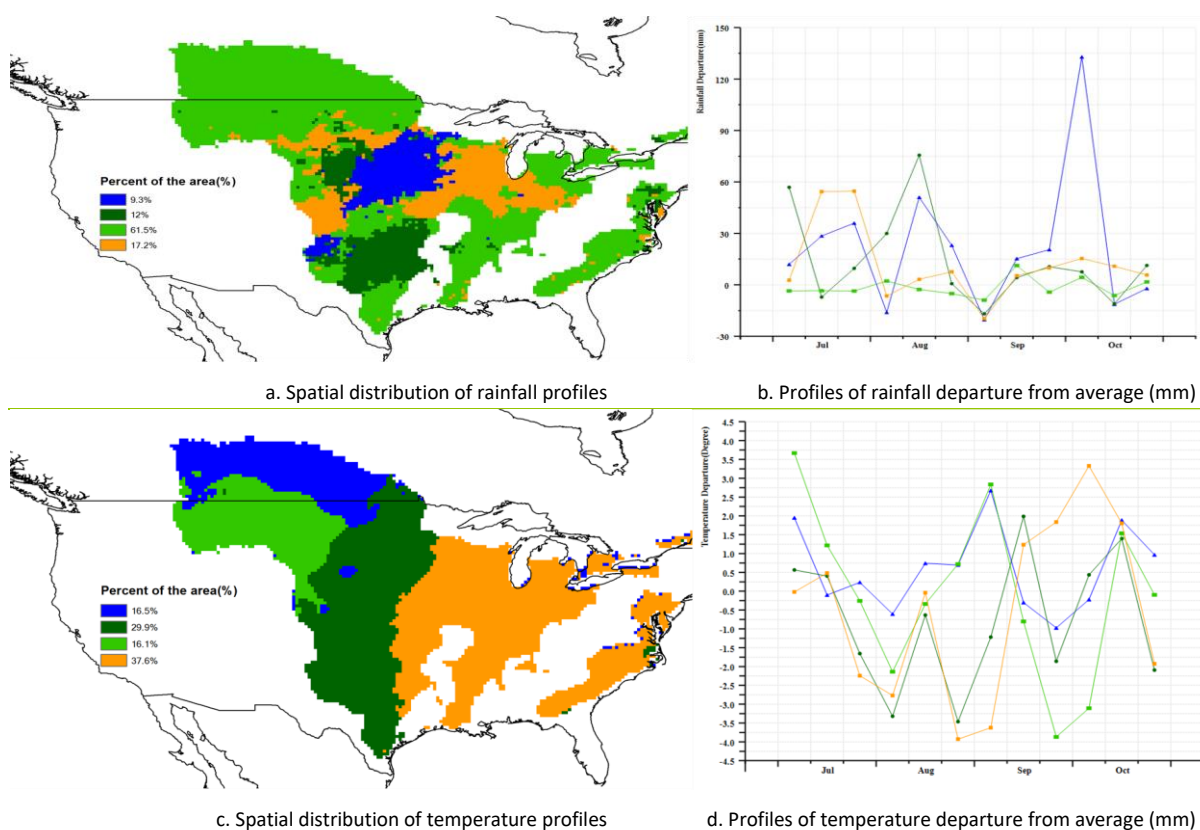 Percent of the area(%)
9.3%
12%
61.5%
17.2%
Rainfall Departure(mm)
150
120
90
60
30
0
-30
Jul
Aug
Sep
Oct
a. Spatial distribution of rainfall profiles
b. Profiles of rainfall departure from average (mm)
Percent of the area(%)
16.5%
29.9%
16.1%
37.6%
Temperature Departure(Degree)
4.5
4.0
3.5
3.0
2.5
2.0
1.5
1.0
0.5
0.0
-0.5
-1.0
-1.5
-2.0
-2.5
-3.0
-3.5
-4.0
-4.5
Jul
Aug
Sep
Oct
c. Spatial distribution of temperature profiles
d. Profiles of temperature departure from average (mm)